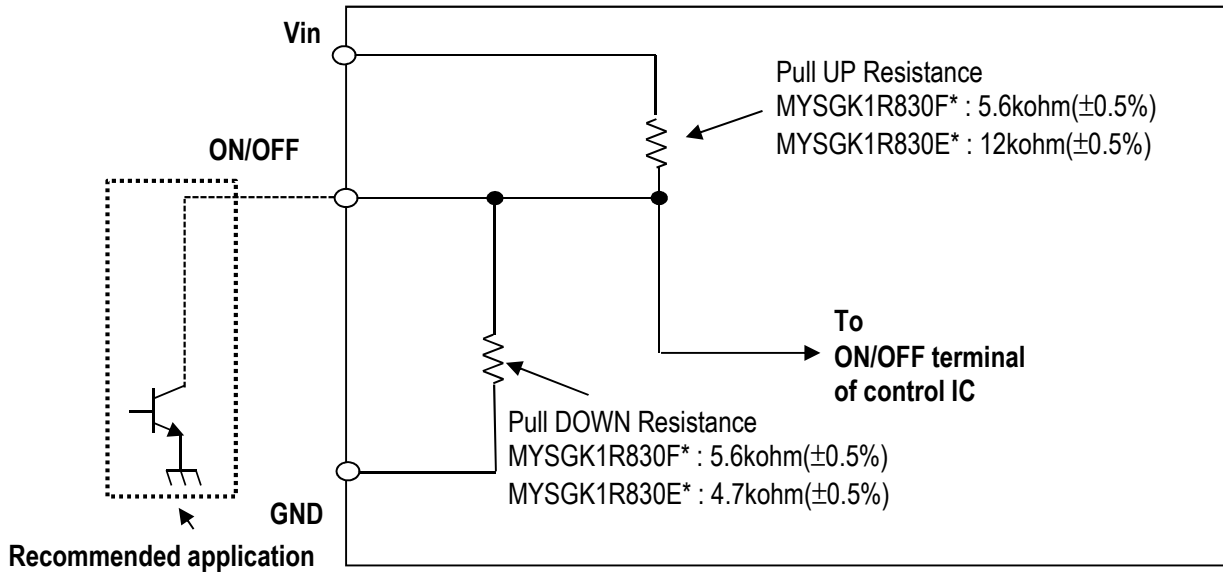 Vin
Pull UP Resistance
MYSGK1R830F* : 5.6kohm(±0.5%)
MYSGK1R830E* : 12kohm(±0.5%)
ON/OFF
To
ON/OFF terminal
of control IC
Pull DOWN Resistance
MYSGK1R830F* : 5.6kohm(±0.5%)
MYSGK1R830E* : 4.7kohm(±0.5%)
GND
Recommended application